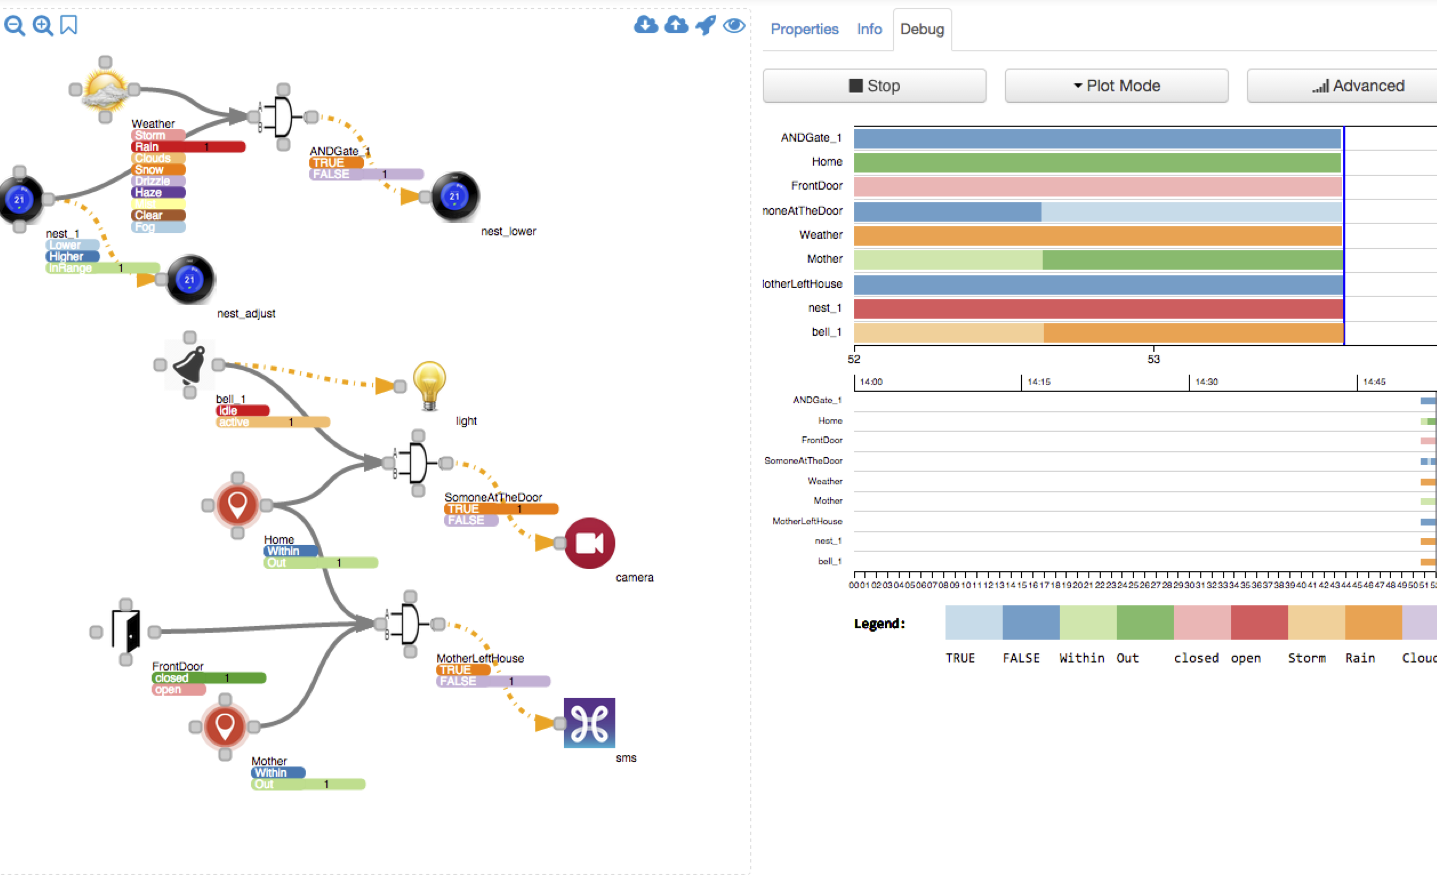 Properties
Info
Debug
Stop
Plot Mode
Advanced
Weather
Storm
Rain 1
Clouds
Snow
Drizzle
Haze
Clear
Fog
A
B
ANDGate_1
TRUE
FALSE 1
21
nest_lower
21
nest_1
Lower
Higher
InRange 1
21
nest_adjust
bell_1
idle
active 1
light
A
B
SomoneAtTheDoor
TRUE 1
FALSE
camera
Home
Within
Out 1
A
B
FrontDoor
closed 1
open
MotherLeftHouse
TRUE
FALSE 1
sms
Mother
Within
Out 1
ANDGate_1
Home
FrontDoor
noneAtTheDoor
Weather
Mother
lotherLeftHouse
nest_1
bell_1
52 53
14:00 14:15 14:30 14:45
ANDGate_1
Home
FrontDoor
SomoneAtTheDoor
Weather
Mother
MotherLeftHouse
nest_1
bell_1
00 01 02 03 04 05 06 07 08 09 10 11 12 13 14 15 16 17 18 19 20 21 22 23 24 25 26 27 28 29 30 31 32 33 34 35 36 37 38 39 40 41 42 43 44 45 46 47 48 49 50 51 52
Legend:
TRUE FALSE Within Out closed open Storm Rain Clouc